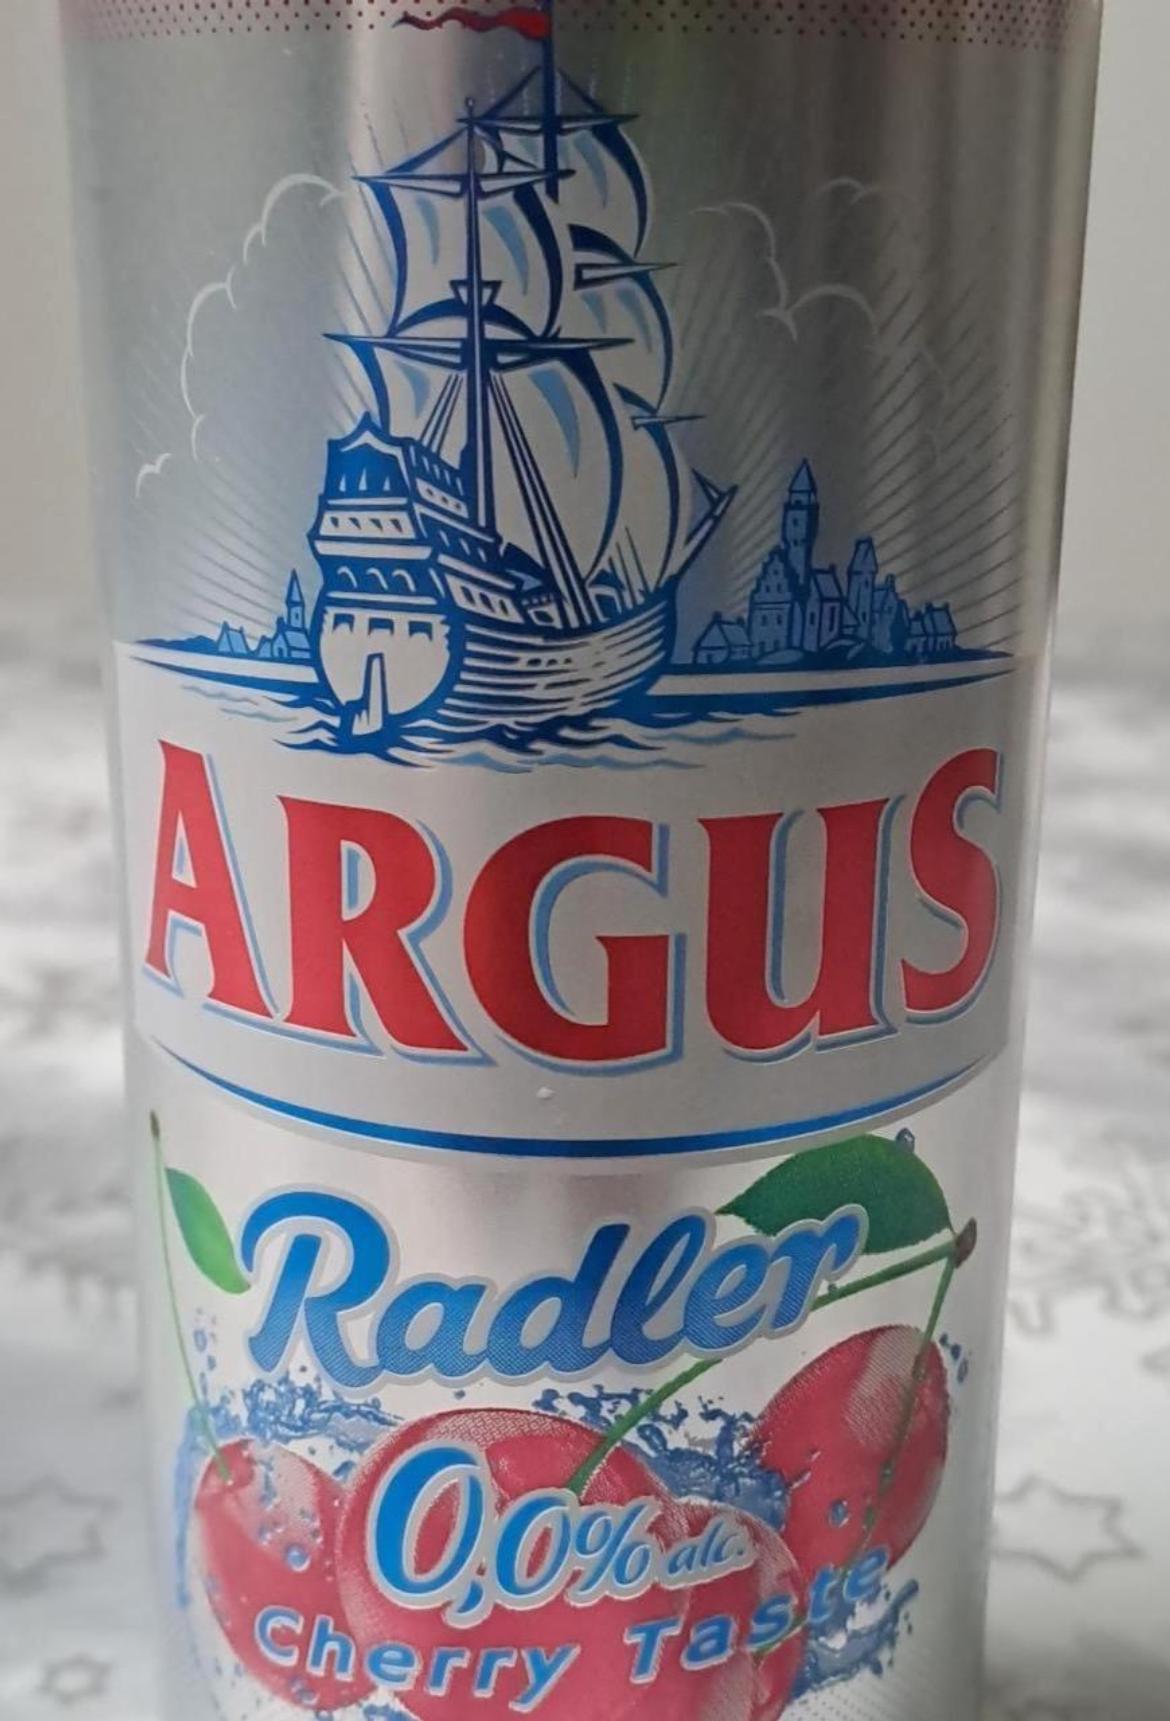 ARGUS
Radler
0,0% alc.
Cherry Taste